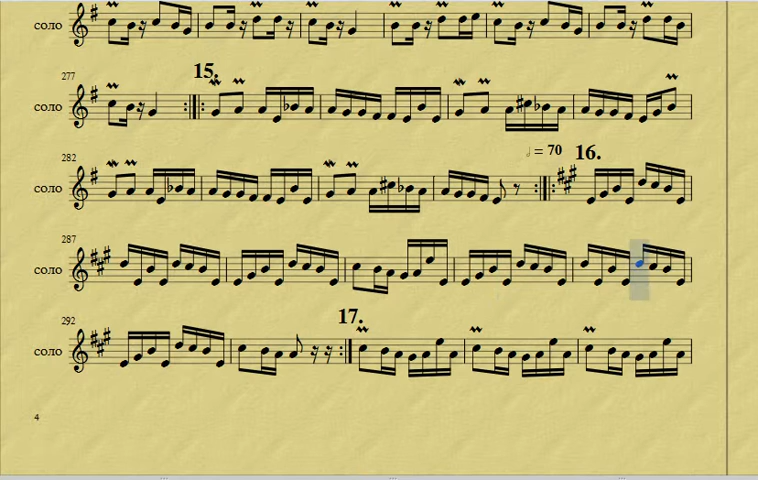 соло
277
15.
соло
282
= 70
16.
соло
287
соло
292
17.
соло
4